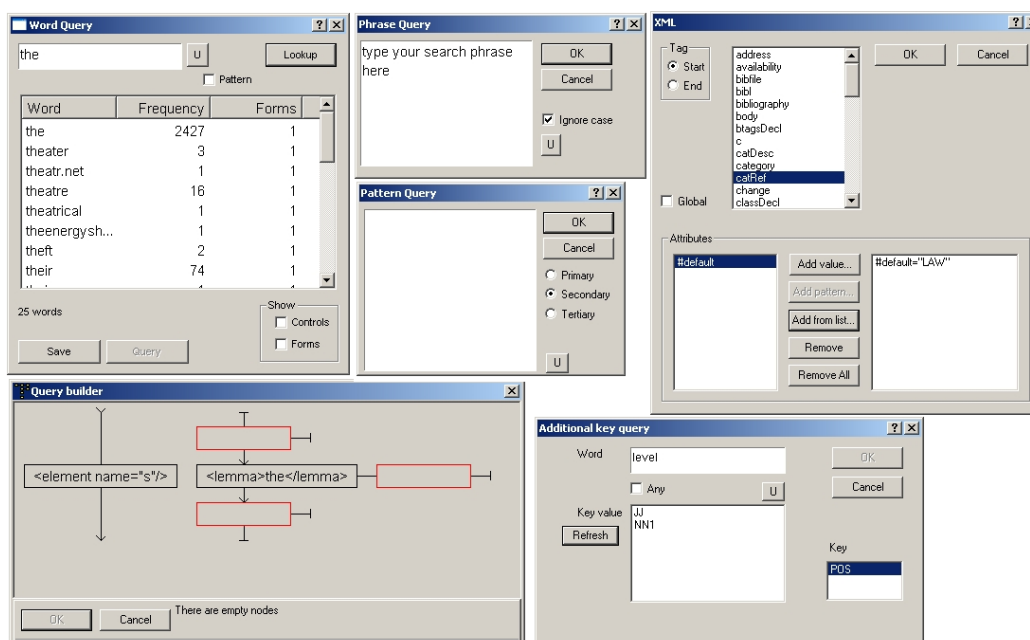 Word Query
the
U
Lookup
Pattern
Word Frequency Forms
the 2427 1
theater 3 1
theatr.net 1 1
theatre 16 1
theatrical 1 1
theenergysh... 1 1
theft 2 1
their 74 1
25 words
Show
Controls
Forms
Save
Query
Phrase Query
type your search phrase
here
OK
Cancel
Ignore case
U
Pattern Query
OK
Cancel
Primary
Secondary
Tertiary
U
XML
Tag
Start
End
Global
address
availability
bibfile
bibl
bibliography
body
btagsDecl
c
catDesc
category
catRef
change
classDecl
OK
Cancel
Attributes
#default
Add value...
Add pattern...
Add from list...
Remove
Remove All
#default="LAW"
Query builder
<element name="s"/>
<lemma>the</lemma>
OK
Cancel
There are empty nodes
Additional key query
Word
level
Any
U
OK
Cancel
Key value
Refresh
JJ
NN1
Key
POS